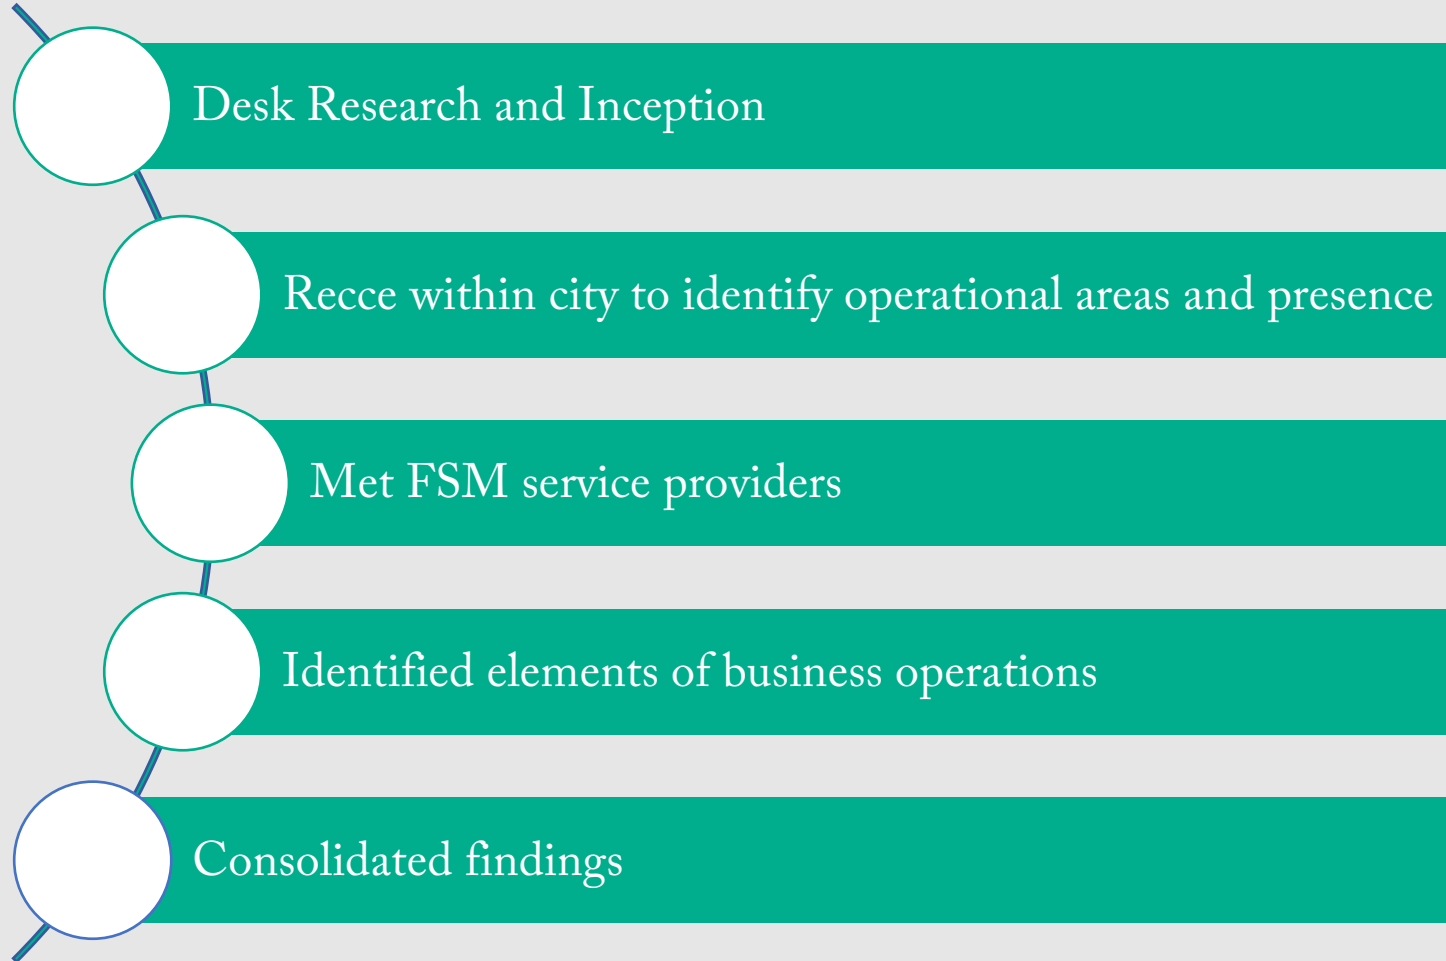 Desk Research and Inception
Recce within city to identify operational areas and presence
Met FSM service providers
Identified elements of business operations
Consolidated findings